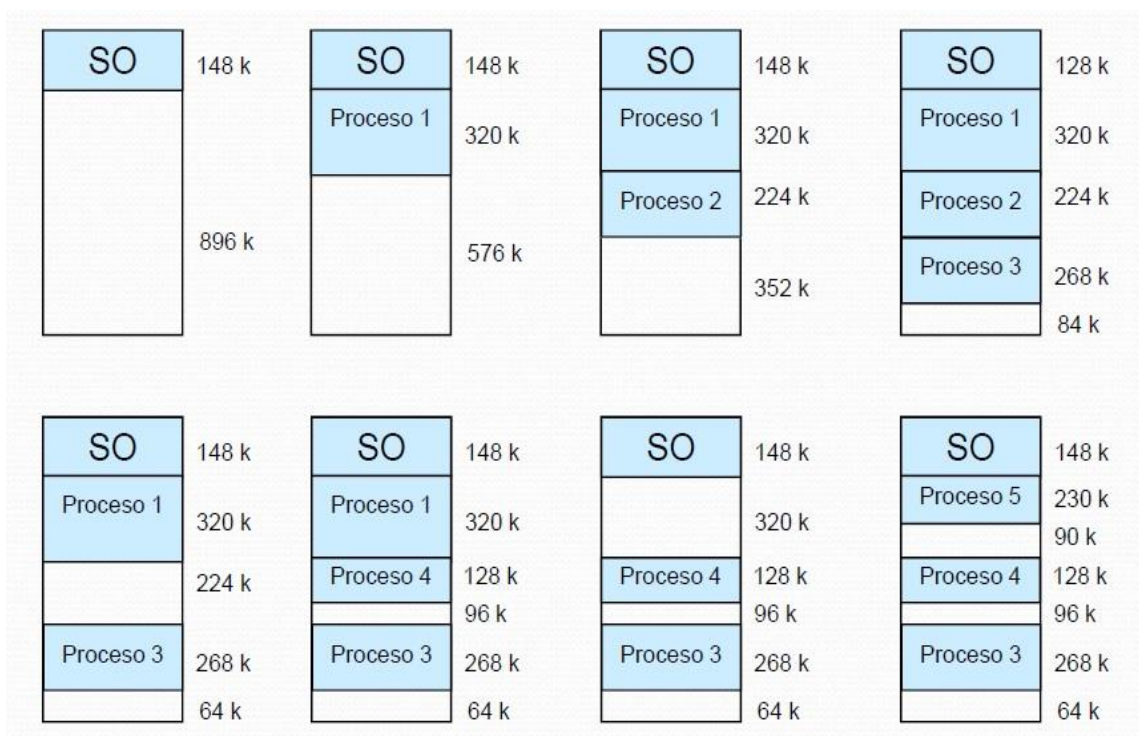 SO 148 k
896 k
SO 148 k
Proceso 1 320 k
576 k
SO 148 k
Proceso 1 320 k
Proceso 2 224 k
352 k
SO 128 k
Proceso 1 320 k
Proceso 2 224 k
Proceso 3 268 k
84 k
SO 148 k
Proceso 1 320 k
224 k
Proceso 3 268 k
64 k
SO 148 k
Proceso 1 320 k
Proceso 4 128 k
96 k
Proceso 3 268 k
64 k
SO 148 k
320 k
Proceso 4 128 k
96 k
Proceso 3 268 k
64 k
SO 148 k
Proceso 5 230 k
90 k
Proceso 4 128 k
96 k
Proceso 3 268 k
64 k